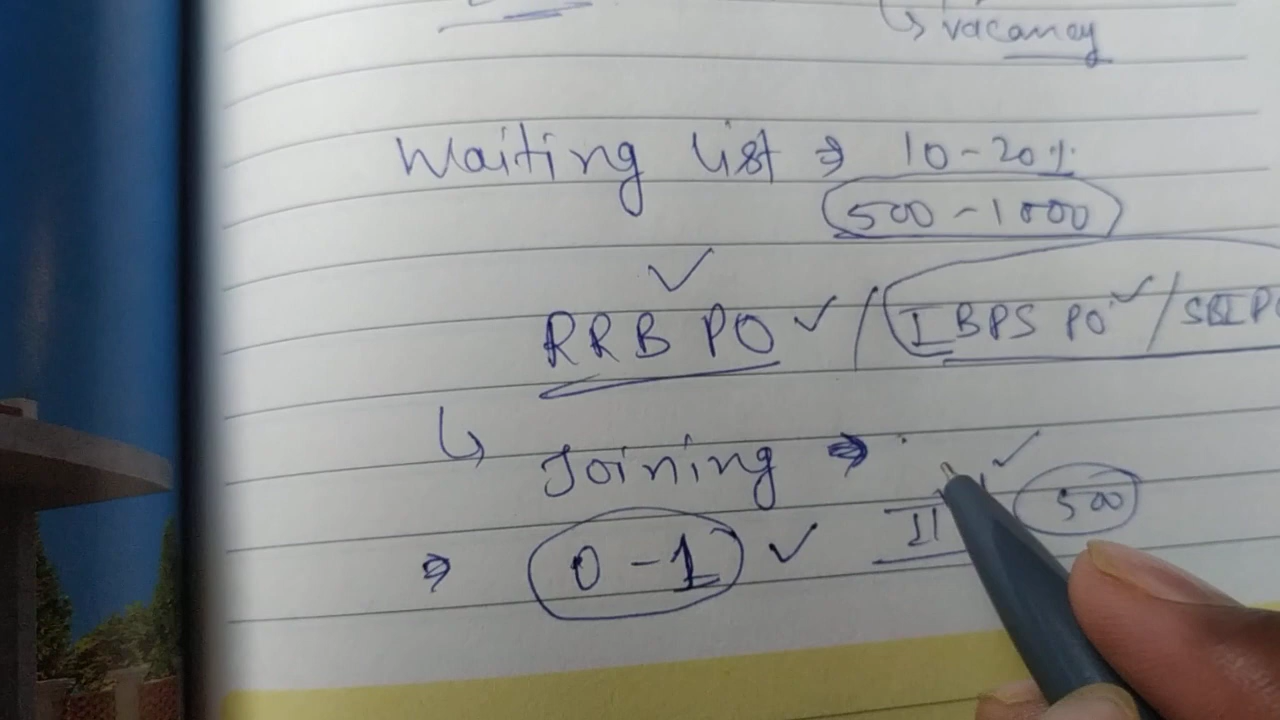 ↳ vacancy
Waiting list ⇒ 10-20%
500-1000
✓
RRB PO ✓ / IBPS PO ✓ / SBI PO
↳ Joining ⇒
II ✓ 500
⇒ 0-1 ✓